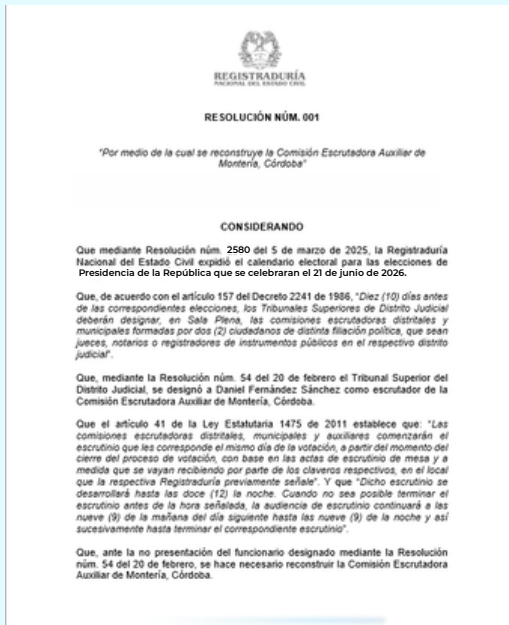 REGISTRADURÍA
NACIONAL DEL ESTADO CIVIL
RESOLUCIÓN NÚM. 001
"Por medio de la cual se reconstruye la Comisión Escrutadora Auxiliar de
Montería, Córdoba"
CONSIDERANDO
Que mediante Resolución núm. 2580 del 5 de marzo de 2025, la Registraduría
Nacional del Estado Civil expidió el calendario electoral para las elecciones de
Presidencia de la República que se celebraran el 21 de junio de 2026.
Que, de acuerdo con el artículo 157 del Decreto 2241 de 1986, "Diez (10) días antes
de las correspondientes elecciones, los Tribunales Superiores de Distrito Judicial
deberán designar, en Sala Plena, las comisiones escrutadoras distritales y
municipales formadas por dos (2) ciudadanos de distinta filiación política, que sean
jueces, notarios o registradores de instrumentos públicos en el respectivo distrito
judicial".
Que, mediante la Resolución núm. 54 del 20 de febrero el Tribunal Superior del
Distrito Judicial, se designó a Daniel Fernández Sánchez como escrutador de la
Comisión Escrutadora Auxiliar de Montería, Córdoba.
Que el artículo 41 de la Ley Estatutaria 1475 de 2011 establece que: "Las
comisiones escrutadoras distritales, municipales y auxiliares comenzarán el
escrutinio que les corresponde el mismo día de la votación, a partir del momento del
cierre del proceso de votación, con base en las actas de escrutinio de mesa y a
medida que se vayan recibiendo por parte de los claveros respectivos, en el local
que la respectiva Registraduría previamente señale". Y que "Dicho escrutinio se
desarrollará hasta las doce (12) la noche. Cuando no sea posible terminar el
escrutinio antes de la hora señalada, la audiencia de escrutinio continuará a las
nueve (9) de la mañana del día siguiente hasta las nueve (9) de la noche y así
sucesivamente hasta terminar el correspondiente escrutinio".
Que, ante la no presentación del funcionario designado mediante la Resolución
núm. 54 del 20 de febrero, se hace necesario reconstruir la Comisión Escrutadora
Auxiliar de Montería, Córdoba.